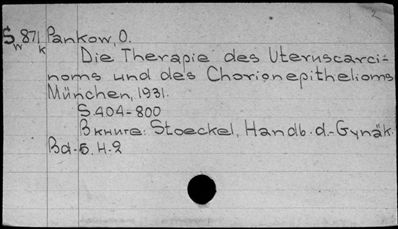 S 871 Pankow, O.
w k
Die Therapie des Uteruscarci-
noms und des Chorionepithelioms
München, 1931.
S. 404-800
В книге: Stoeckel, Handb. d. Gynäk.
Bd. 6. H. 2